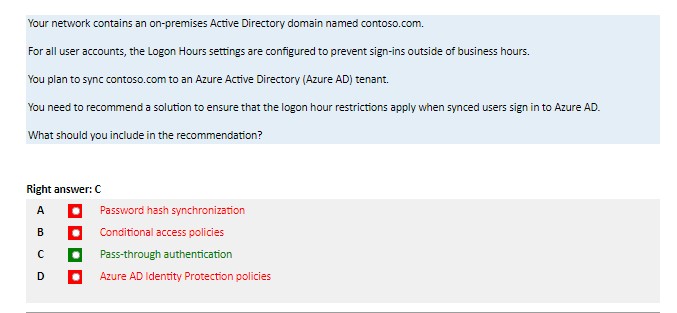 Your network contains an on-premises Active Directory domain named contoso.com.
For all user accounts, the Logon Hours settings are configured to prevent sign-ins outside of business hours.
You plan to sync contoso.com to an Azure Active Directory (Azure AD) tenant.
You need to recommend a solution to ensure that the logon hour restrictions apply when synced users sign in to Azure AD.
What should you include in the recommendation?
Right answer: C
A Password hash synchronization
B Conditional access policies
C Pass-through authentication
D Azure AD Identity Protection policies